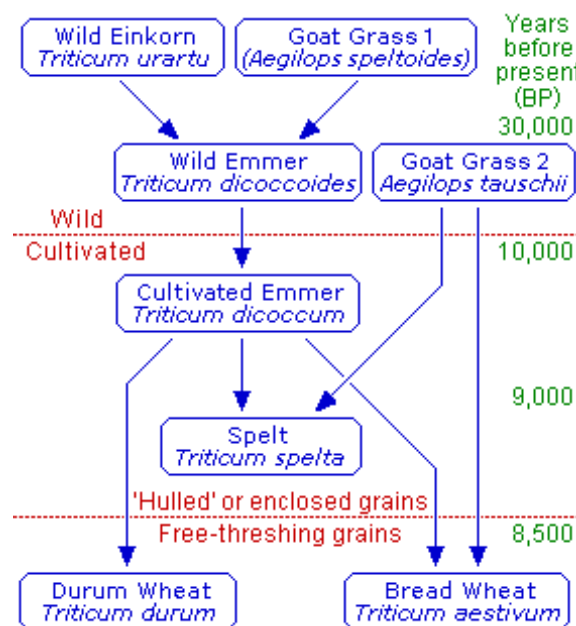 Wild Einkorn
Triticum urartu
Goat Grass 1
(Aegilops speltoides)
Years
before
present
(BP)
30,000
Wild Emmer
Triticum dicoccoides
Goat Grass 2
Aegilops tauschii
Wild
Cultivated
10,000
Cultivated Emmer
Triticum dicoccum
9,000
Spelt
Triticum spelta
'Hulled' or enclosed grains
Free-threshing grains
8,500
Durum Wheat
Triticum durum
Bread Wheat
Triticum aestivum